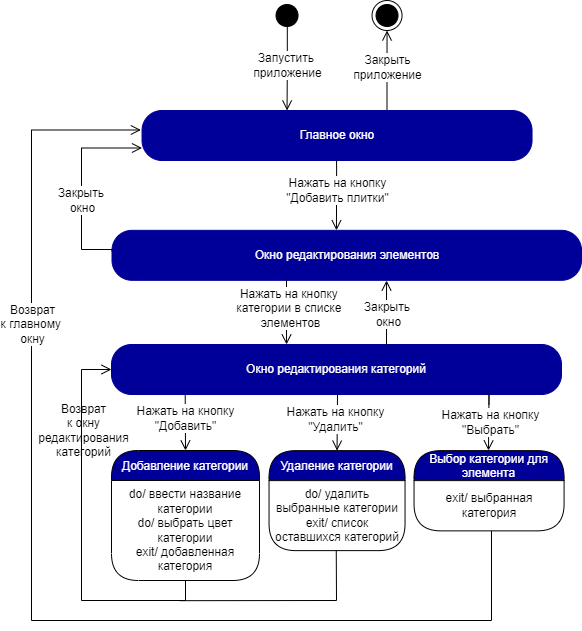 Запустить
приложение
Закрыть
приложение
Главное окно
Нажать на кнопку
"Добавить плитки"
Закрыть
окно
Окно редактирования элементов
Нажать на кнопку
категории в списке
элементов
Закрыть
окно
Возврат
к главному
окну
Окно редактирования категорий
Возврат
к окну
редактирования
категорий
Нажать на кнопку
"Добавить"
Нажать на кнопку
"Удалить"
Нажать на кнопку
"Выбрать"
Добавление категории
do/ ввести название
категории
do/ выбрать цвет
категории
exit/ добавленная
категория
Удаление категории
do/ удалить
выбранные категории
exit/ список
оставшихся категорий
Выбор категории для
элемента
exit/ выбранная
категория